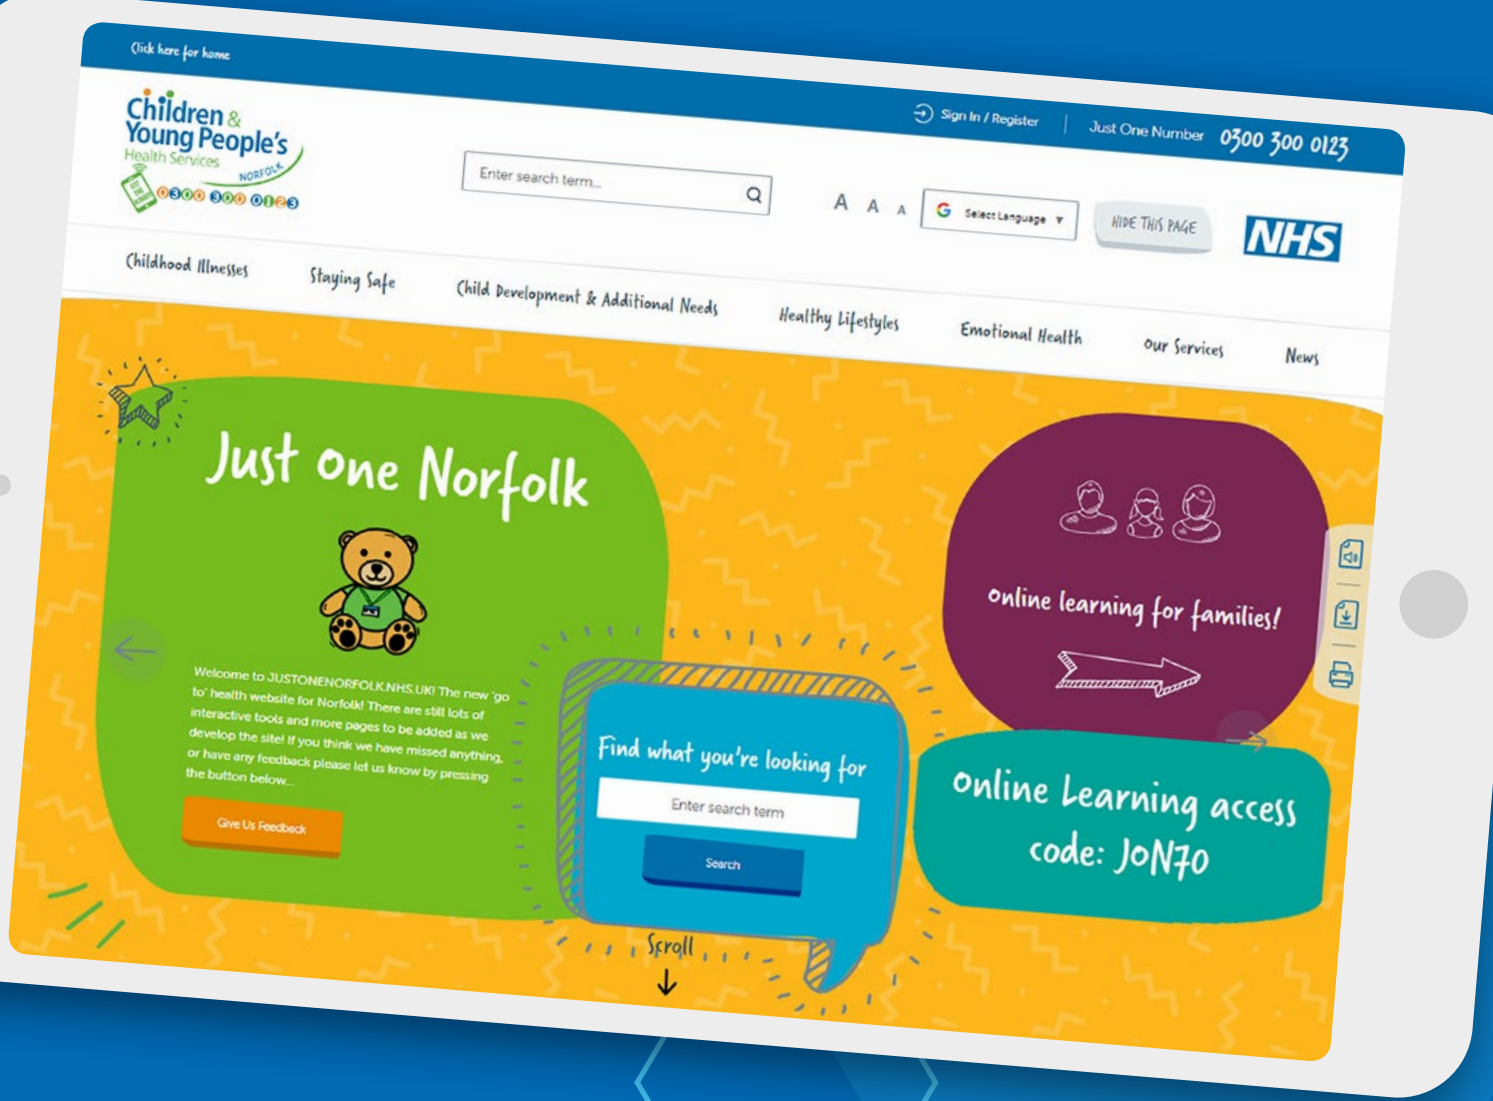 Click here for home
Sign In / Register
Just One Number 0300 300 0123
Children &
Young People's
Health Services
NORFOLK
JUST
ONE
NUMBER
0300 300 0123
Enter search term...
A A A
Select Language
HIDE THIS PAGE
NHS
Childhood Illnesses
Staying Safe
Child Development & Additional Needs
Healthy Lifestyles
Emotional Health
Our Services
News
Just One Norfolk
Welcome to JUSTONENORFOLK.NHS.UK! The new 'go
to' health website for Norfolk! There are still lots of
interactive tools and more pages to be added as we
develop the site! If you think we have missed anything,
or have any feedback please let us know by pressing
the button below...
Give Us Feedback
Find what you're looking for
Enter search term
Search
Scroll
Online learning for families!
Online Learning access
code: JON70